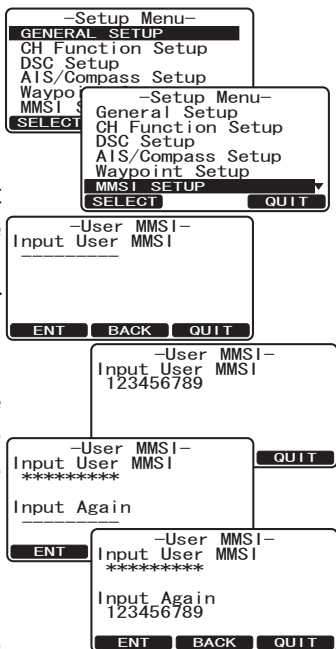 -Setup Menu-
GENERAL SETUP
CH Function Setup
DSC Setup
AIS/Compass Setup
SELECT
-Setup Menu-
General Setup
CH Function Setup
DSC Setup
AIS/Compass Setup
Waypoint Setup
MMSI SETUP
SELECT QUIT
-User MMSI-
Input User MMSI
_________
ENT BACK QUIT
-User MMSI-
Input User MMSI
123456789
QUIT
-User MMSI-
Input User MMSI
*********
Input Again
_________
ENT
-User MMSI-
Input User MMSI
*********
Input Again
123456789
ENT BACK QUIT